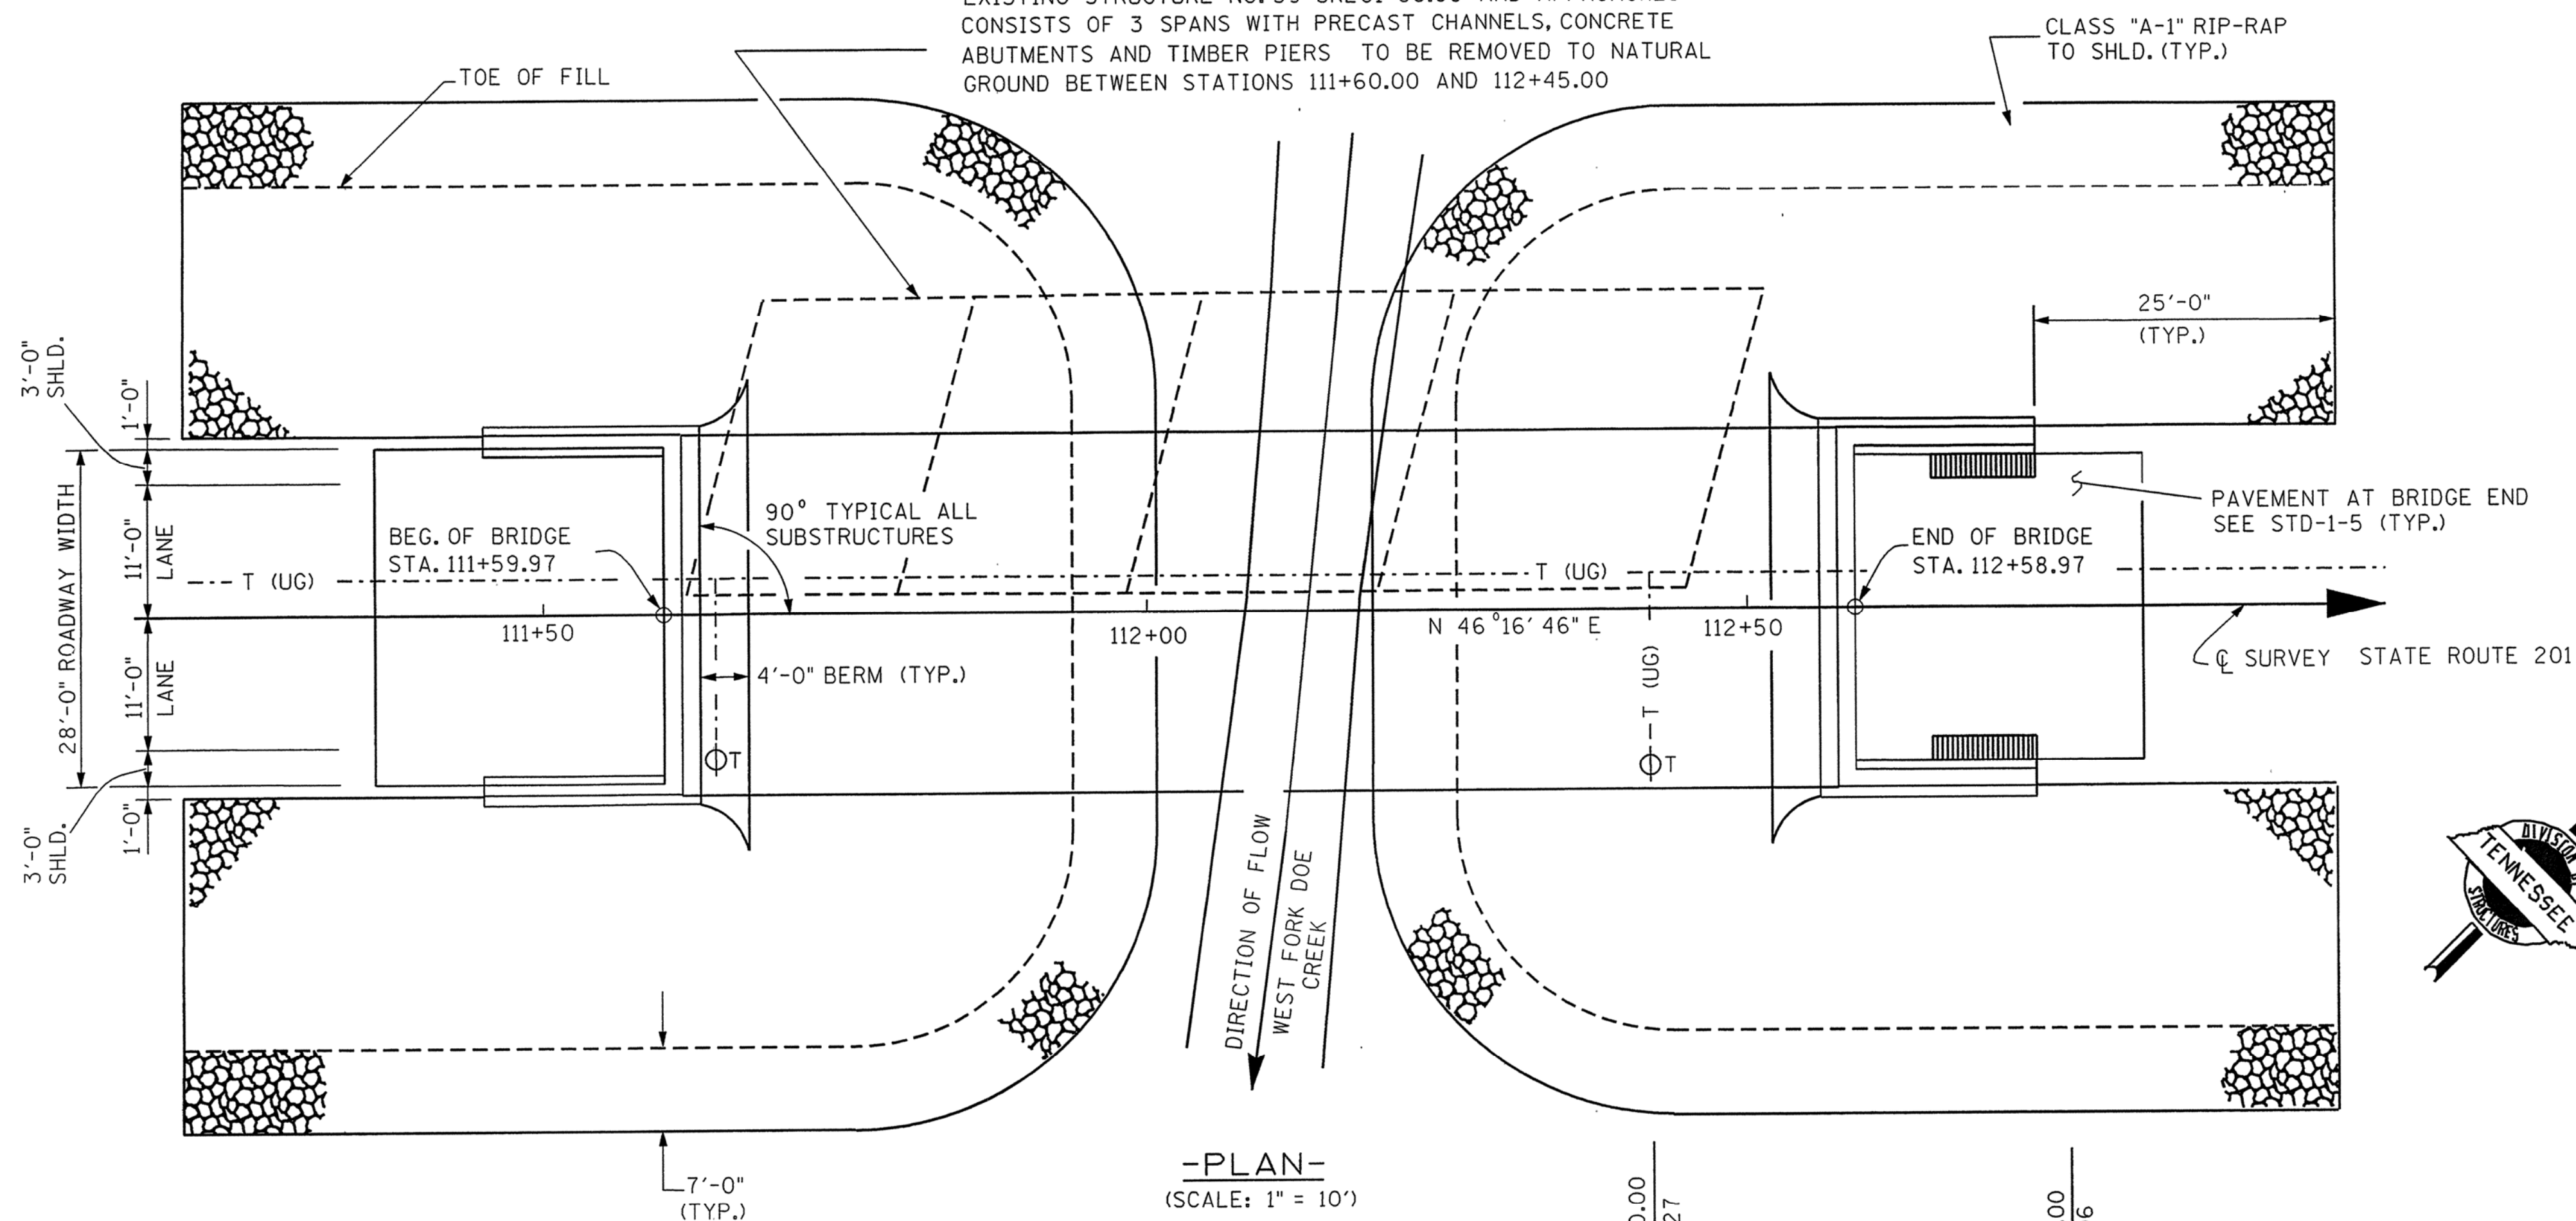 CONSISTS OF 3 SPANS WITH PRECAST CHANNELS, CONCRETE
ABUTMENTS AND TIMBER PIERS TO BE REMOVED TO NATURAL
GROUND BETWEEN STATIONS 111+60.00 AND 112+45.00
CLASS "A-1" RIP-RAP
TO SHLD. (TYP.)
TOE OF FILL
25'-0"
(TYP.)
3'-0"
SHLD.
1'-0"
28'-0" ROADWAY WIDTH
11'-0"
LANE
11'-0"
LANE
1'-0"
3'-0"
SHLD.
BEG. OF BRIDGE
STA. 111+59.97
90° TYPICAL ALL
SUBSTRUCTURES
PAVEMENT AT BRIDGE END
SEE STD-1-5 (TYP.)
END OF BRIDGE
STA. 112+58.97
T (UG)
T (UG)
111+50
112+00
N 46°16'46" E
112+50
℄ SURVEY STATE ROUTE 201
4'-0" BERM (TYP.)
T (UG)
T
T
DIRECTION OF FLOW
WEST FORK DOE
CREEK
DIVISION
TENNESSEE
STRUCTURES
7'-0"
(TYP.)
-PLAN-
(SCALE: 1" = 10')